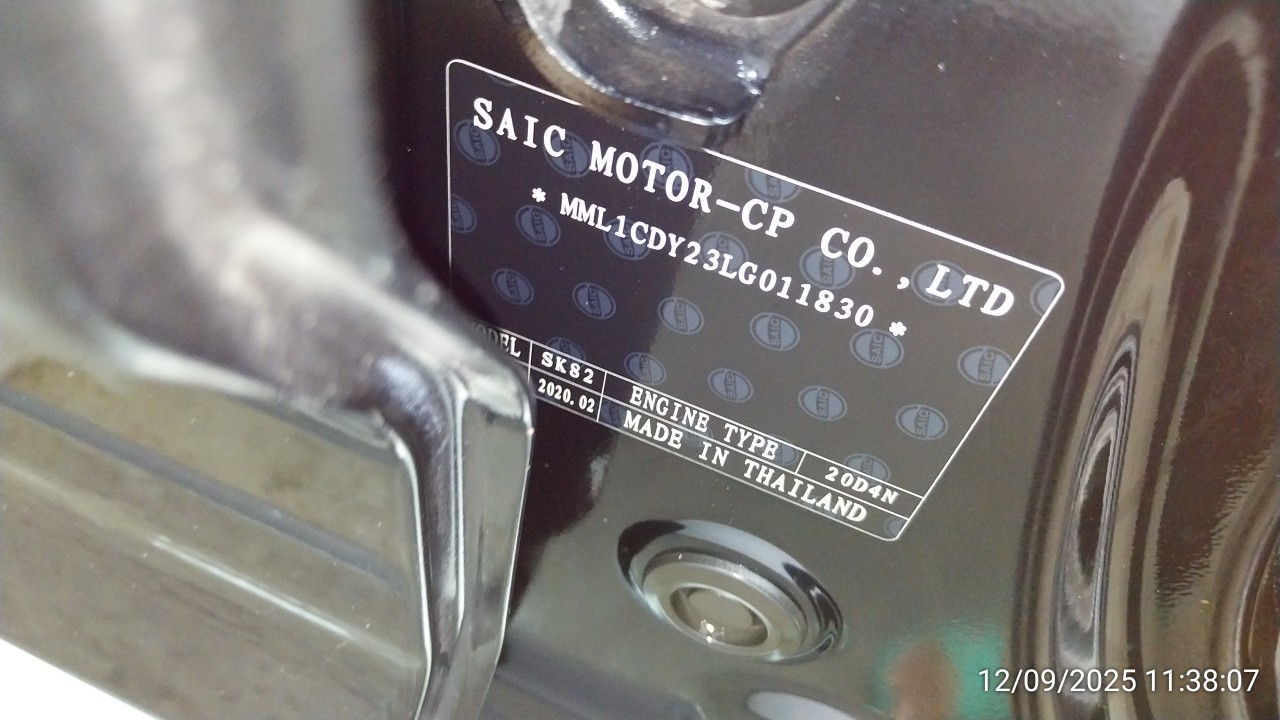 SAIC MOTOR-CP CO., LTD
* MML1CDY23LG011830 *
SK82 ENGINE TYPE 20D4N
2020.02 MADE IN THAILAND
12/09/2025 11:38:07